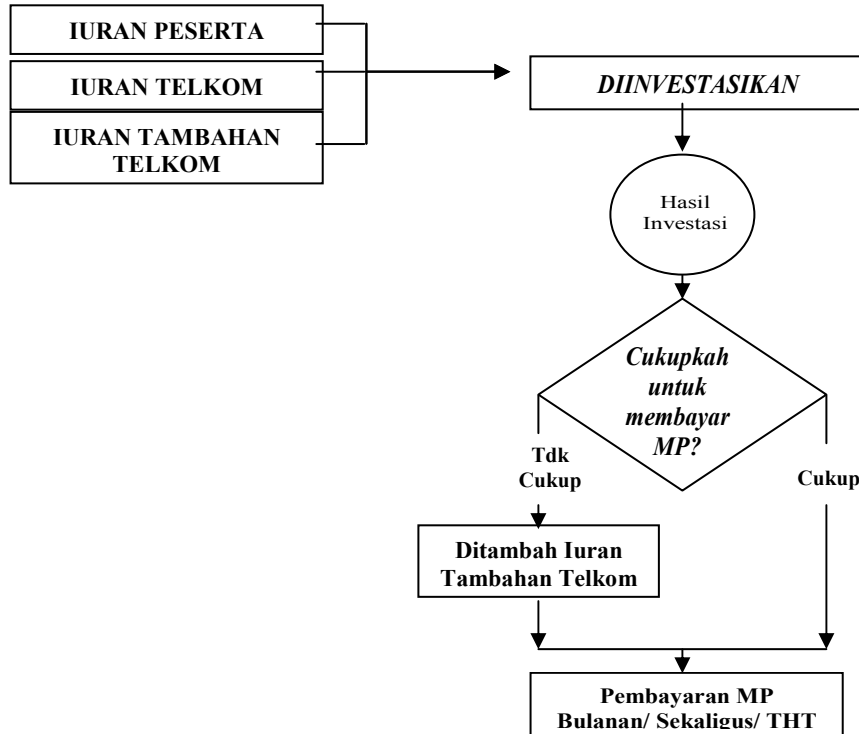 IURAN PESERTA
IURAN TELKOM
IURAN TAMBAHAN
TELKOM
DIINVESTASIKAN
Hasil
Investasi
Cukupkah
untuk
membayar
MP?
Tdk
Cukup
Cukup
Ditambah Iuran
Tambahan Telkom
Pembayaran MP
Bulanan/ Sekaligus/ THT